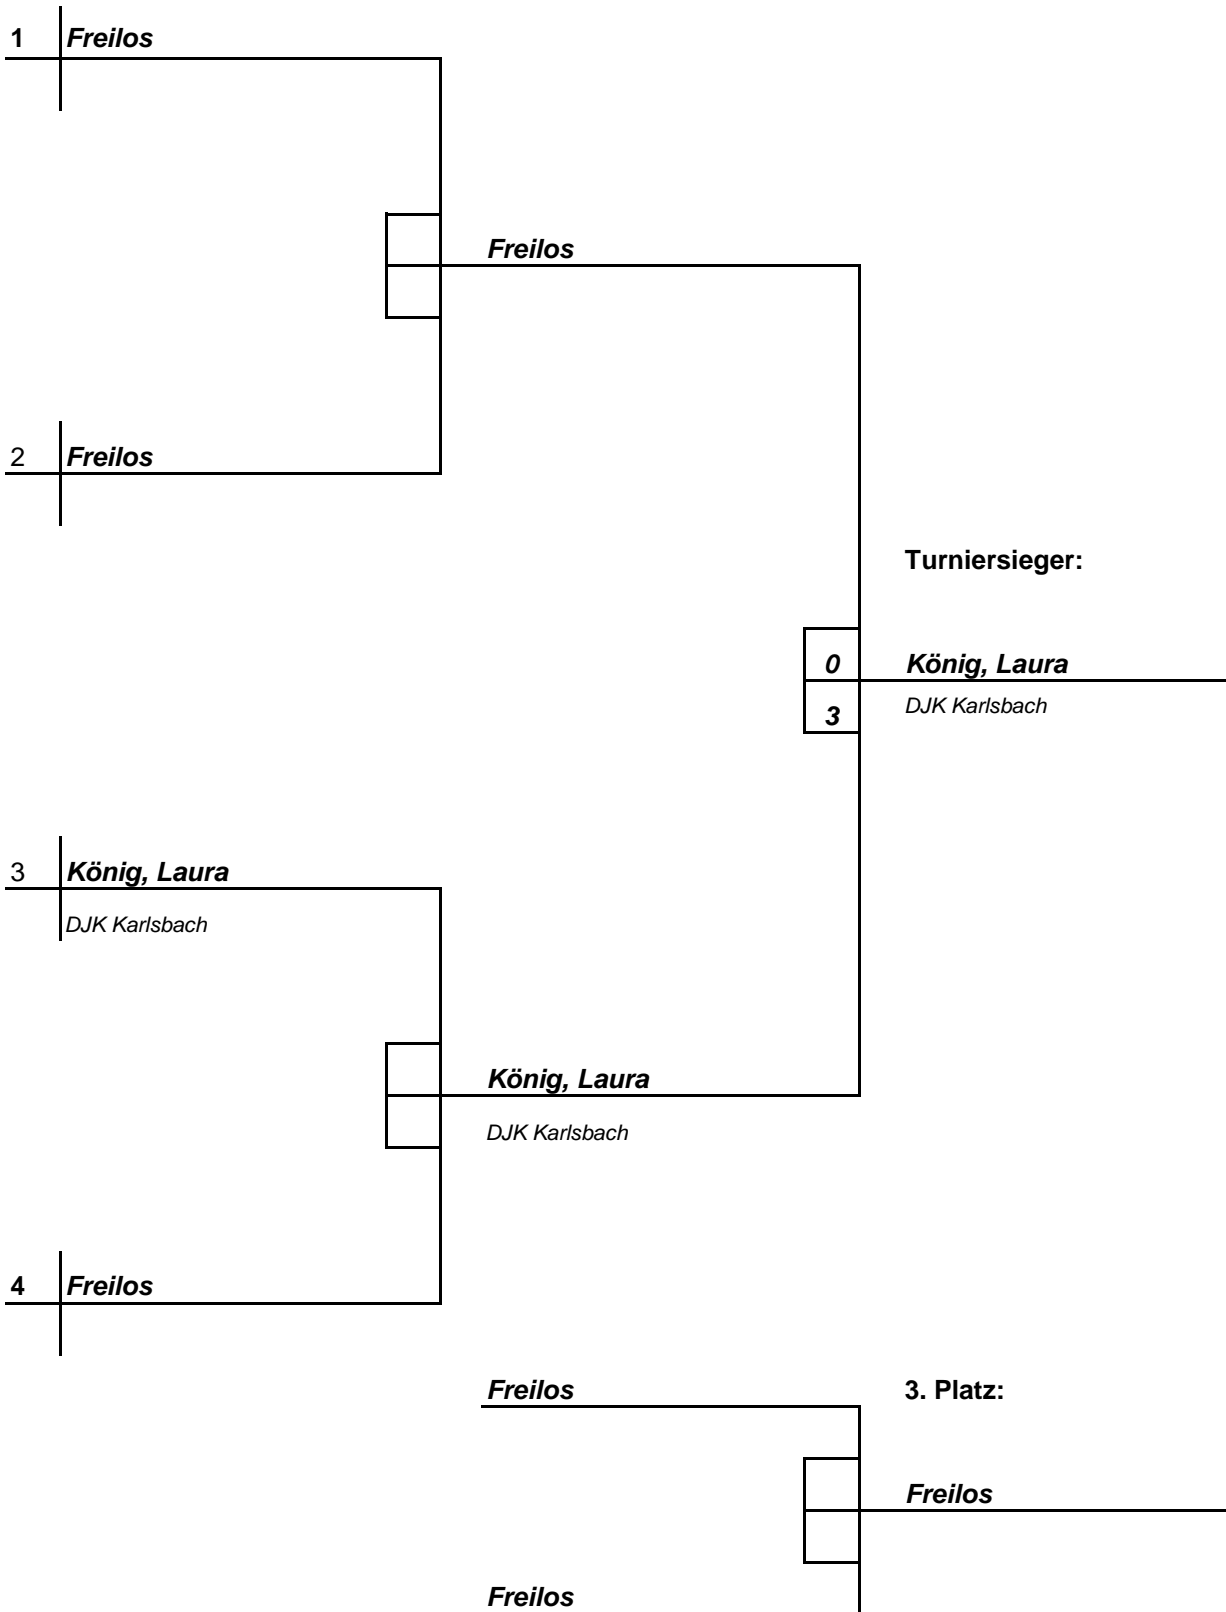 1 Freilos
Freilos
2 Freilos
Turniersieger:
0 König, Laura
3 DJK Karlsbach
3 König, Laura
DJK Karlsbach
König, Laura
DJK Karlsbach
4 Freilos
Freilos 3. Platz:
Freilos
Freilos